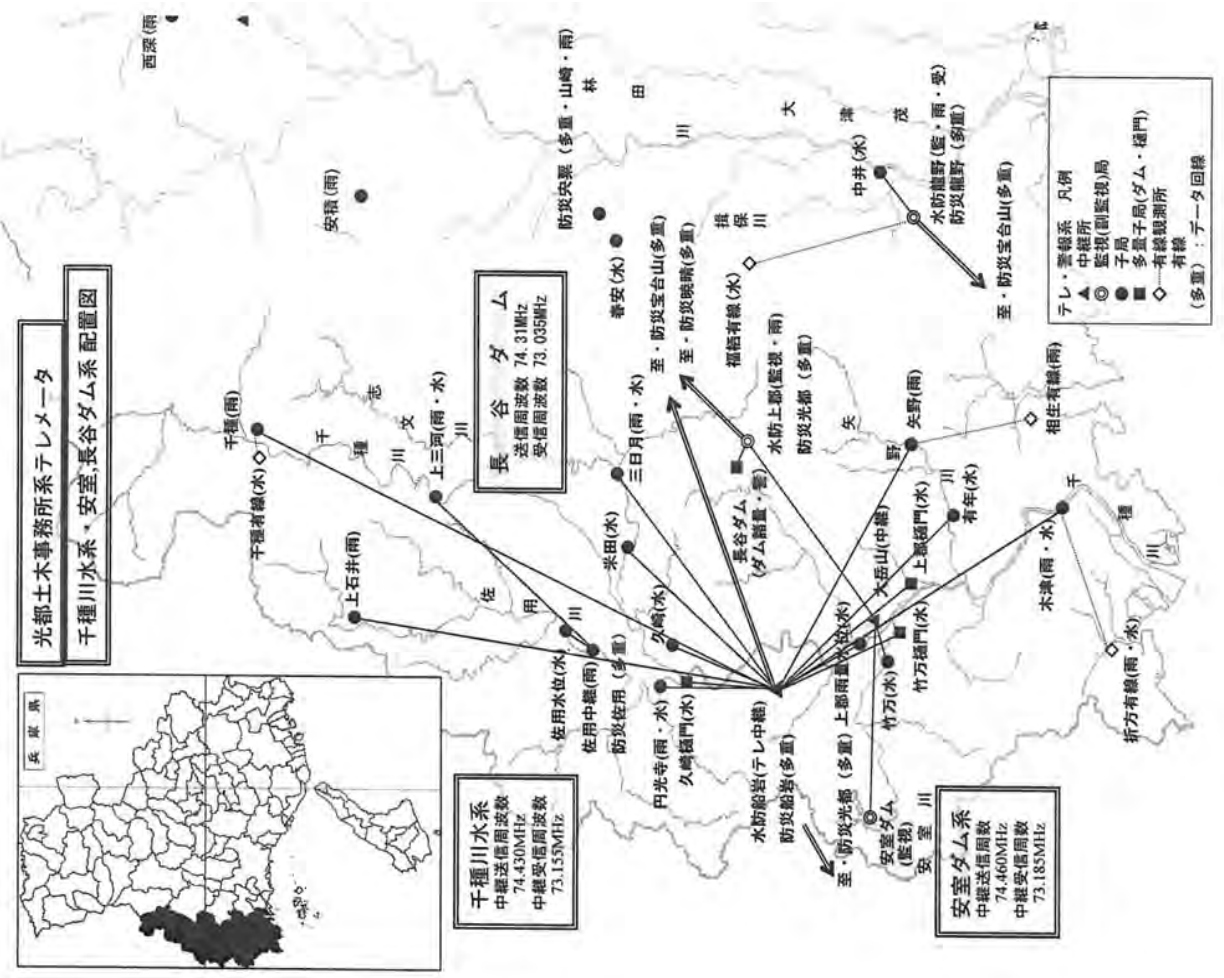 光都土木事務所系テレメータ
千種川水系・安室,長谷ダム系 配置図
兵庫県
西深(雨)
安積(雨)
千種(雨)
千種有線(水)
千種川
志文川
上三河(雨・水)
上石井(雨)
佐用川
佐用水位(水)
佐用中継(雨)
防災佐用(多重)
防災宍粟(多重・山崎・雨)
春安(水)
林田川
大津茂
揖保川
長谷ダム
送信周波数 74.31MHz
受信周波数 73.035MHz
三日月(雨・水)
米田(水)
久崎(水)
円光寺(雨・水)
久崎樋門(水)
至・防災宝台山(多重)
至・防災暁晴(多重)
福栖有線(水)
水防上郡(監視・雨)
防災光都(多重)
長谷ダム
(ダム諸量・警)
中井(水)
水防龍野(監・雨・受)
防災龍野(多重)
至・防災宝台山(多重)
千種川水系
中継送信周波数
74.430MHz
中継受信周波数
73.155MHz
水防船岩(テレ中継)
防災船岩(多重)
至・防災光都(多重)
上郡雨量水位(水)
大岳山(中継)
上郡樋門(水)
竹万(水)
竹万樋門(水)
矢野川
矢野(雨)
有年(水)
相生有線(雨)
木津(雨・水)
千種川
折方有線(雨・水)
安室ダム
(監視)
安室川
安室ダム系
中継送信周数
74.460MHz
中継受信周数
73.185MHz
テレ・警報系 凡例
中継所
監視(副監視)局
子局
多量子局(ダム・樋門)
有線観測所
有線
(多重):データ回線